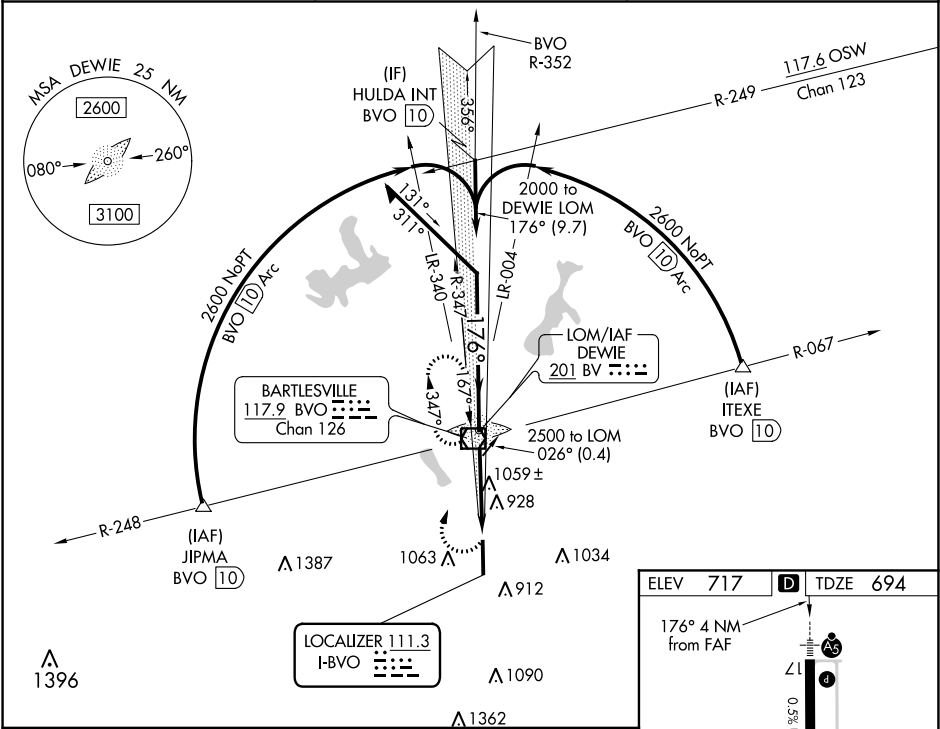 MSA DEWIE 25 NM
2600
080°
260°
3100
(IF)
HULDA INT
BVO 10
BVO
R-352
117.6 OSW
Chan 123
R-249
356°
131°
311°
2000 to
DEWIE LOM
176° (9.7)
2600 NoPT
BVO 10 Arc
2600 NoPT
BVO 10 Arc
LR-340
R-347
LR-004
176°
LOM/IAF
DEWIE
201 BV
R-067
(IAF)
ITEXE
BVO 10
BARTLESVILLE
117.9 BVO
Chan 126
347°
167°
2500 to LOM
026° (0.4)
1059 ±
928
R-248
(IAF)
JIPMA
BVO 10
1387
1063
1034
912
LOCALIZER 111.3
I-BVO
1396
1090
1362
ELEV 717
D
TDZE 694
176° 4 NM
from FAF
A5
17
P
0.5%